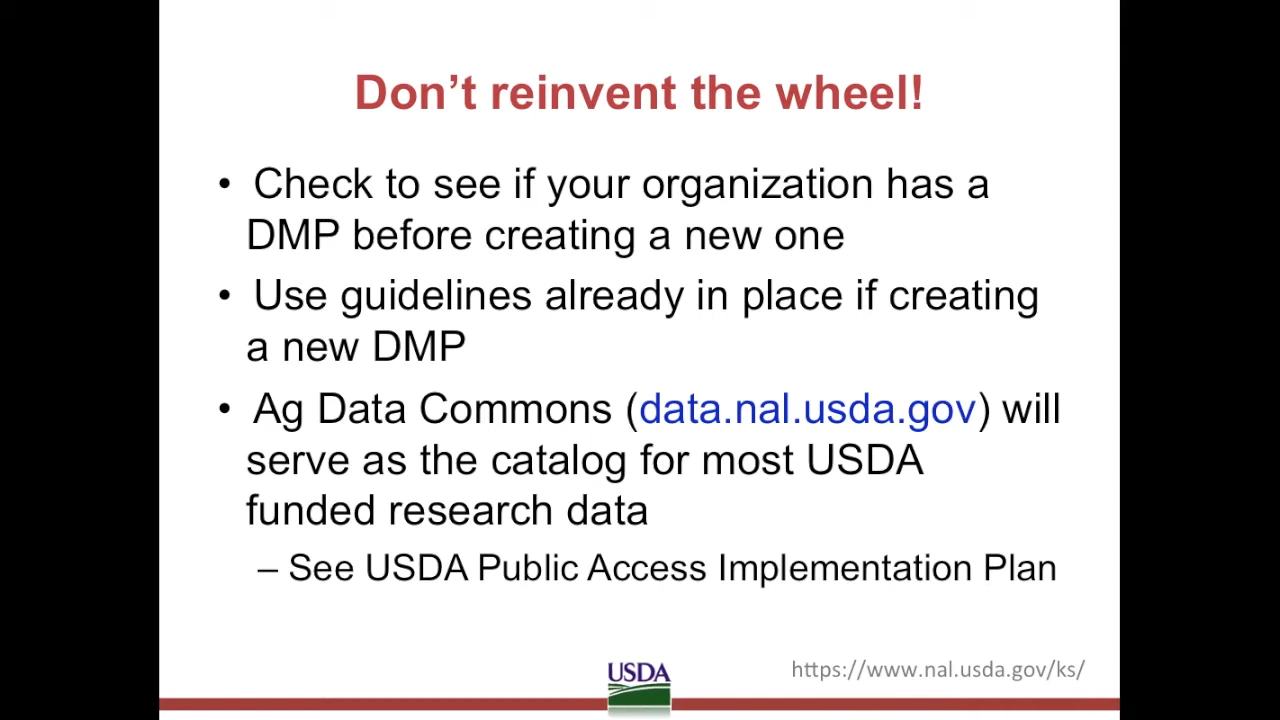 Don’t reinvent the wheel!
• Check to see if your organization has a
DMP before creating a new one
• Use guidelines already in place if creating
a new DMP
• Ag Data Commons (data.nal.usda.gov) will
serve as the catalog for most USDA
funded research data
– See USDA Public Access Implementation Plan
USDA
https://www.nal.usda.gov/ks/